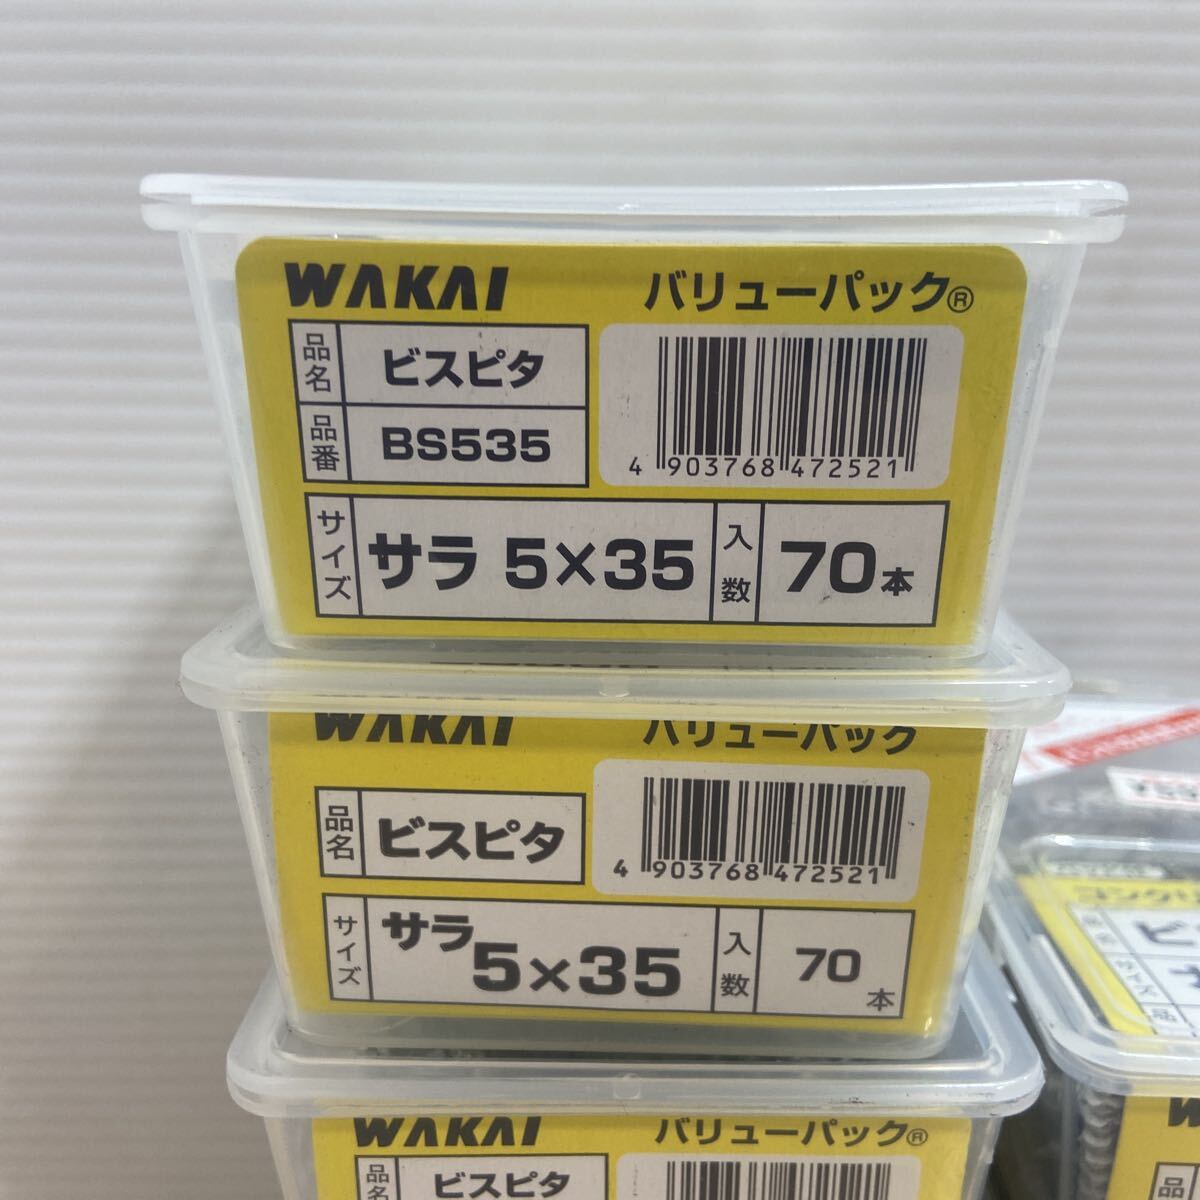 WAKAI バリューパック®
品名 ビスピタ
品番 BS535
4 903768 472521
サイズ サラ 5×35 入数 70本
WAKAI バリューパック
品名 ビスピタ
4 903768 472521
サイズ サラ 5×35 入数 70本
WAKAI バリューパック®
品名 ビスピタ